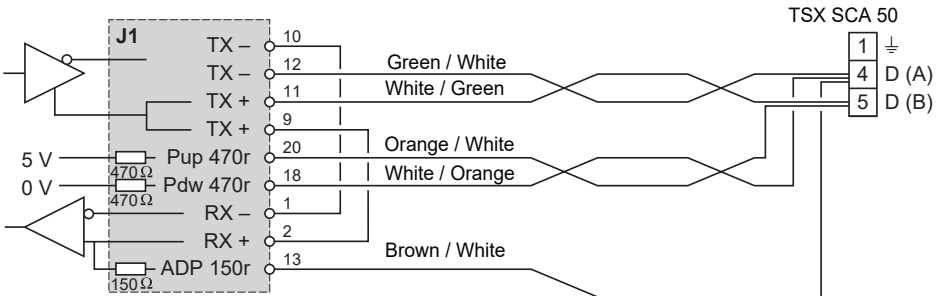 TSX SCA 50
J1
TX – 10
TX – 12 Green / White
TX + 11 White / Green
TX + 9
5 V 470Ω Pup 470r 20 Orange / White
0 V 470Ω Pdw 470r 18 White / Orange
RX – 1
RX + 2
150Ω ADP 150r 13 Brown / White
1
4 D (A)
5 D (B)